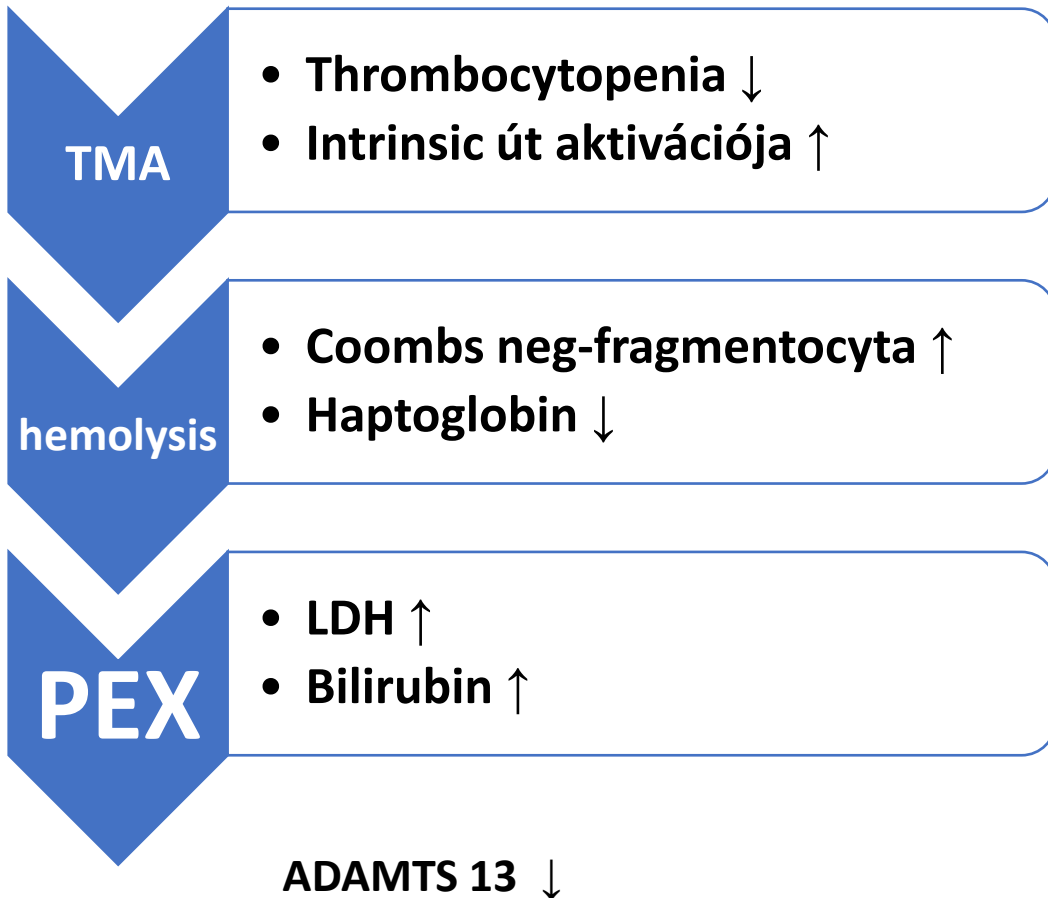 TMA
• Thrombocytopenia ↓
• Intrinsic út aktivációja ↑
hemolysis
• Coombs neg-fragmentocyta ↑
• Haptoglobin ↓
PEX
• LDH ↑
• Bilirubin ↑
ADAMTS 13 ↓